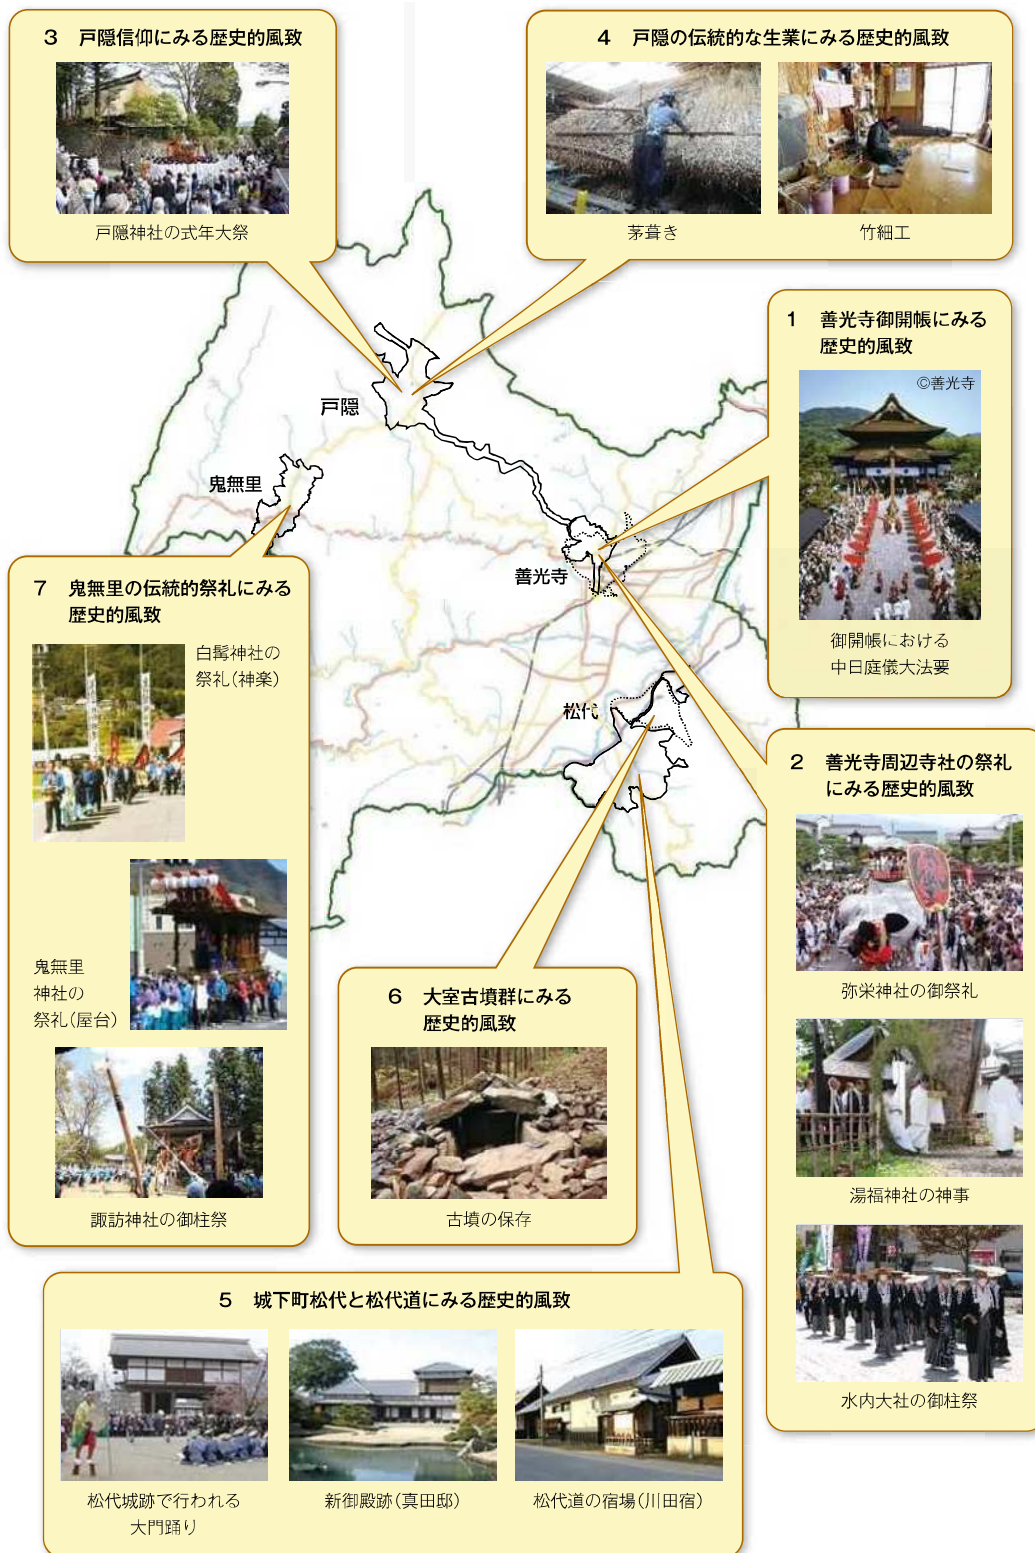 3　戸隠信仰にみる歴史的風致
戸隠神社の式年大祭
4　戸隠の伝統的な生業にみる歴史的風致
茅葺き
竹細工
1　善光寺御開帳にみる
歴史的風致
©善光寺
御開帳における
中日庭儀大法要
戸隠
鬼無里
善光寺
松代
7　鬼無里の伝統的祭礼にみる
歴史的風致
白髯神社の
祭礼（神楽）
鬼無里
神社の
祭礼（屋台）
諏訪神社の御柱祭
2　善光寺周辺寺社の祭礼
にみる歴史的風致
弥栄神社の御祭礼
湯福神社の神事
水内大社の御柱祭
6　大室古墳群にみる
歴史的風致
古墳の保存
5　城下町松代と松代道にみる歴史的風致
松代城跡で行われる
大門踊り
新御殿跡（真田邸）
松代道の宿場（川田宿）